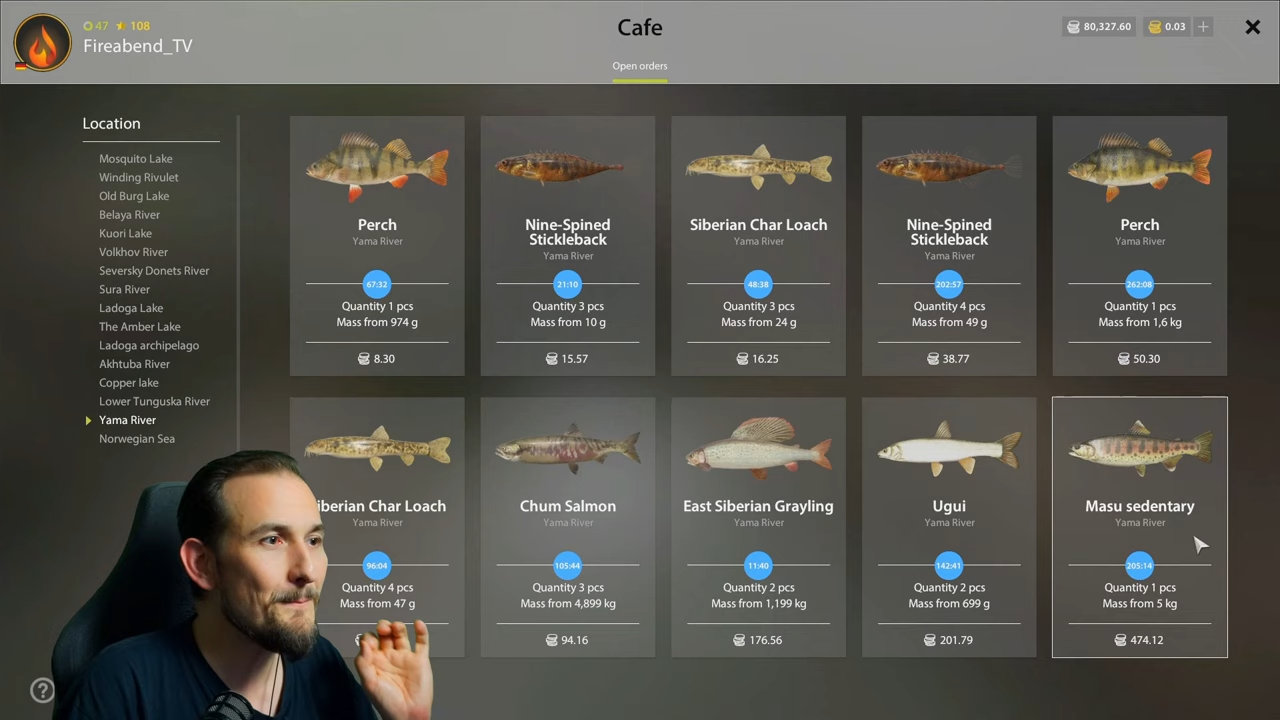 47 108
Fireabend_TV
Cafe
Open orders
80,327.60
0.03
Location
Mosquito Lake
Winding Rivulet
Old Burg Lake
Belaya River
Kuori Lake
Volkhov River
Seversky Donets River
Sura River
Ladoga Lake
The Amber Lake
Ladoga archipelago
Akhtuba River
Copper lake
Lower Tunguska River
Yama River
Norwegian Sea
Perch
Yama River
67:32
Quantity 1 pcs
Mass from 974 g
8.30
Nine-Spined
Stickleback
Yama River
21:10
Quantity 3 pcs
Mass from 10 g
15.57
Siberian Char Loach
Yama River
48:38
Quantity 3 pcs
Mass from 24 g
16.25
Nine-Spined
Stickleback
Yama River
202:57
Quantity 4 pcs
Mass from 49 g
38.77
Perch
Yama River
262:08
Quantity 1 pcs
Mass from 1,6 kg
50.30
iberian Char Loach
Yama River
96:04
Quantity 4 pcs
Mass from 47 g
Chum Salmon
Yama River
105:44
Quantity 3 pcs
Mass from 4,899 kg
94.16
East Siberian Grayling
Yama River
11:40
Quantity 2 pcs
Mass from 1,199 kg
176.56
Ugui
Yama River
142:41
Quantity 2 pcs
Mass from 699 g
201.79
Masu sedentary
Yama River
205:14
Quantity 1 pcs
Mass from 5 kg
474.12
?